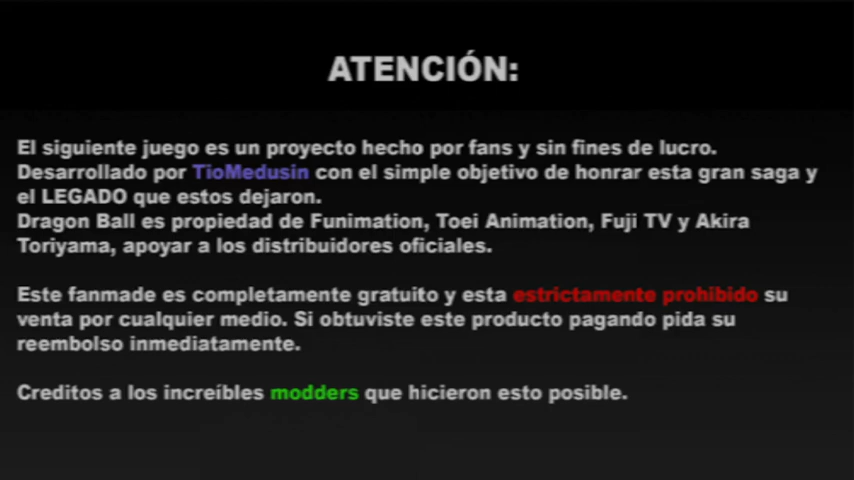 ATENCIÓN:
El siguiente juego es un proyecto hecho por fans y sin fines de lucro.
Desarrollado por TioMedusin con el simple objetivo de honrar esta gran saga y
el LEGADO que estos dejaron.
Dragon Ball es propiedad de Funimation, Toei Animation, Fuji TV y Akira
Toriyama, apoyar a los distribuidores oficiales.
Este fanmade es completamente gratuito y esta estrictamente prohibido su
venta por cualquier medio. Si obtuviste este producto pagando pida su
reembolso inmediatamente.
Creditos a los increíbles modders que hicieron esto posible.